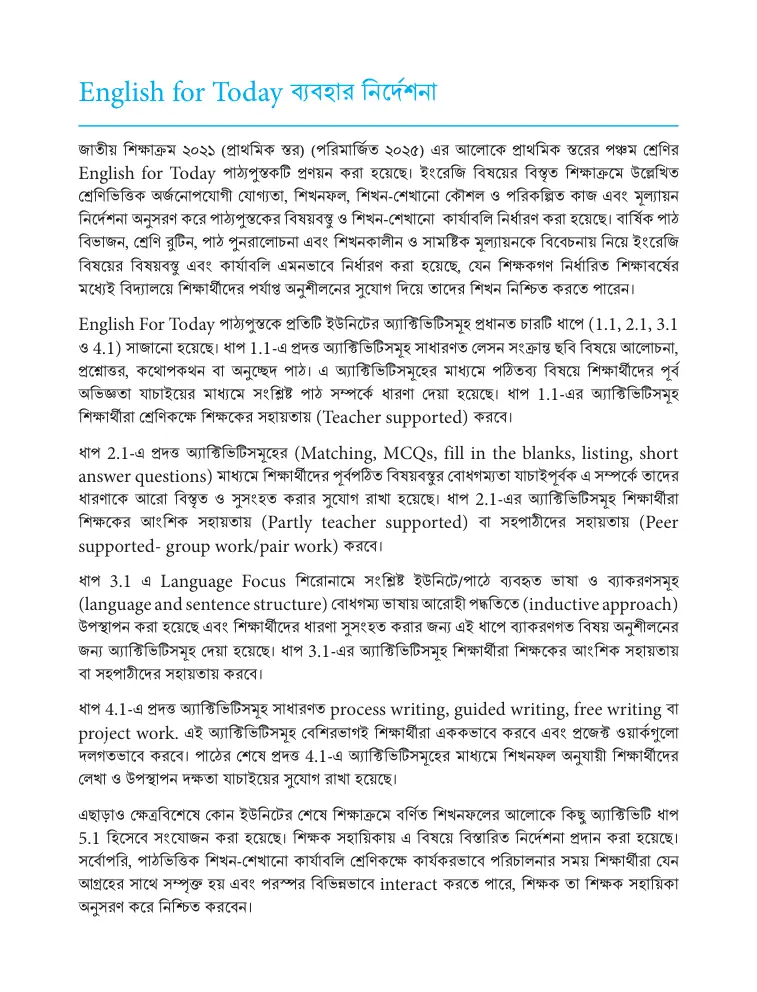 English for Today ব্যবহার নির্দেশনা
জাতীয় শিক্ষাক্রম ২০২১ (প্রাথমিক স্তর) (পরিমার্জিত ২০২৫) এর আলোকে প্রাথমিক স্তরের পঞ্চম শ্রেণির
English for Today পাঠ্যপুস্তকটি প্রণয়ন করা হয়েছে। ইংরেজি বিষয়ের বিস্তৃত শিক্ষাক্রমে উল্লেখিত
শ্রেণিভিত্তিক অর্জনোপযোগী যোগ্যতা, শিখনফল, শিখন-শেখানো কৌশল ও পরিকল্পিত কাজ এবং মূল্যায়ন
নির্দেশনা অনুসরণ করে পাঠ্যপুস্তকের বিষয়বস্তু ও শিখন-শেখানো কার্যাবলি নির্ধারণ করা হয়েছে। বার্ষিক পাঠ
বিভাজন, শ্রেণি রুটিন, পাঠ পুনরালোচনা এবং শিখনকালীন ও সামষ্টিক মূল্যায়নকে বিবেচনায় নিয়ে ইংরেজি
বিষয়ের বিষয়বস্তু এবং কার্যাবলি এমনভাবে নির্ধারণ করা হয়েছে, যেন শিক্ষকগণ নির্ধারিত শিক্ষাবর্ষের
মধ্যেই বিদ্যালয়ে শিক্ষার্থীদের পর্যাপ্ত অনুশীলনের সুযোগ দিয়ে তাদের শিখন নিশ্চিত করতে পারেন।
English For Today পাঠ্যপুস্তকে প্রতিটি ইউনিটের অ্যাক্টিভিটিসমূহ প্রধানত চারটি ধাপে (1.1, 2.1, 3.1
ও 4.1) সাজানো হয়েছে। ধাপ 1.1-এ প্রদত্ত অ্যাক্টিভিটিসমূহ সাধারণত লেসন সংক্রান্ত ছবি বিষয়ে আলোচনা,
প্রশ্নোত্তর, কথোপকথন বা অনুচ্ছেদ পাঠ। এ অ্যাক্টিভিটিসমূহের মাধ্যমে পঠিতব্য বিষয়ে শিক্ষার্থীদের পূর্ব
অভিজ্ঞতা যাচাইয়ের মাধ্যমে সংশ্লিষ্ট পাঠ সম্পর্কে ধারণা দেয়া হয়েছে। ধাপ 1.1-এর অ্যাক্টিভিটিসমূহ
শিক্ষার্থীরা শ্রেণিকক্ষে শিক্ষকের সহায়তায় (Teacher supported) করবে।
ধাপ 2.1-এ প্রদত্ত অ্যাক্টিভিটিসমূহের (Matching, MCQs, fill in the blanks, listing, short
answer questions) মাধ্যমে শিক্ষার্থীদের পূর্বপঠিত বিষয়বস্তুর বোধগম্যতা যাচাইপূর্বক এ সম্পর্কে তাদের
ধারণাকে আরো বিস্তৃত ও সুসংহত করার সুযোগ রাখা হয়েছে। ধাপ 2.1-এর অ্যাক্টিভিটিসমূহ শিক্ষার্থীরা
শিক্ষকের আংশিক সহায়তায় (Partly teacher supported) বা সহপাঠীদের সহায়তায় (Peer
supported- group work/pair work) করবে।
ধাপ 3.1 এ Language Focus শিরোনামে সংশ্লিষ্ট ইউনিটে/পাঠে ব্যবহৃত ভাষা ও ব্যাকরণসমূহ
(language and sentence structure) বোধগম্য ভাষায় আরোহী পদ্ধতিতে (inductive approach)
উপস্থাপন করা হয়েছে এবং শিক্ষার্থীদের ধারণা সুসংহত করার জন্য এই ধাপে ব্যাকরণগত বিষয় অনুশীলনের
জন্য অ্যাক্টিভিটিসমূহ দেয়া হয়েছে। ধাপ 3.1-এর অ্যাক্টিভিটিসমূহ শিক্ষার্থীরা শিক্ষকের আংশিক সহায়তায়
বা সহপাঠীদের সহায়তায় করবে।
ধাপ 4.1-এ প্রদত্ত অ্যাক্টিভিটিসমূহ সাধারণত process writing, guided writing, free writing বা
project work. এই অ্যাক্টিভিটিসমূহ বেশিরভাগই শিক্ষার্থীরা এককভাবে করবে এবং প্রজেক্ট ওয়ার্কগুলো
দলগতভাবে করবে। পাঠের শেষে প্রদত্ত 4.1-এ অ্যাক্টিভিটিসমূহের মাধ্যমে শিখনফল অনুযায়ী শিক্ষার্থীদের
লেখা ও উপস্থাপন দক্ষতা যাচাইয়ের সুযোগ রাখা হয়েছে।
এছাড়াও ক্ষেত্রবিশেষে কোন ইউনিটের শেষে শিক্ষাক্রমে বর্ণিত শিখনফলের আলোকে কিছু অ্যাক্টিভিটি ধাপ
5.1 হিসেবে সংযোজন করা হয়েছে। শিক্ষক সহায়িকায় এ বিষয়ে বিস্তারিত নির্দেশনা প্রদান করা হয়েছে।
সর্বোপরি, পাঠভিত্তিক শিখন-শেখানো কার্যাবলি শ্রেণিকক্ষে কার্যকরভাবে পরিচালনার সময় শিক্ষার্থীরা যেন
আগ্রহের সাথে সম্পৃক্ত হয় এবং পরস্পর বিভিন্নভাবে interact করতে পারে, শিক্ষক তা শিক্ষক সহায়িকা
অনুসরণ করে নিশ্চিত করবেন।